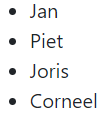 • Jan
• Piet
• Joris
• Corneel